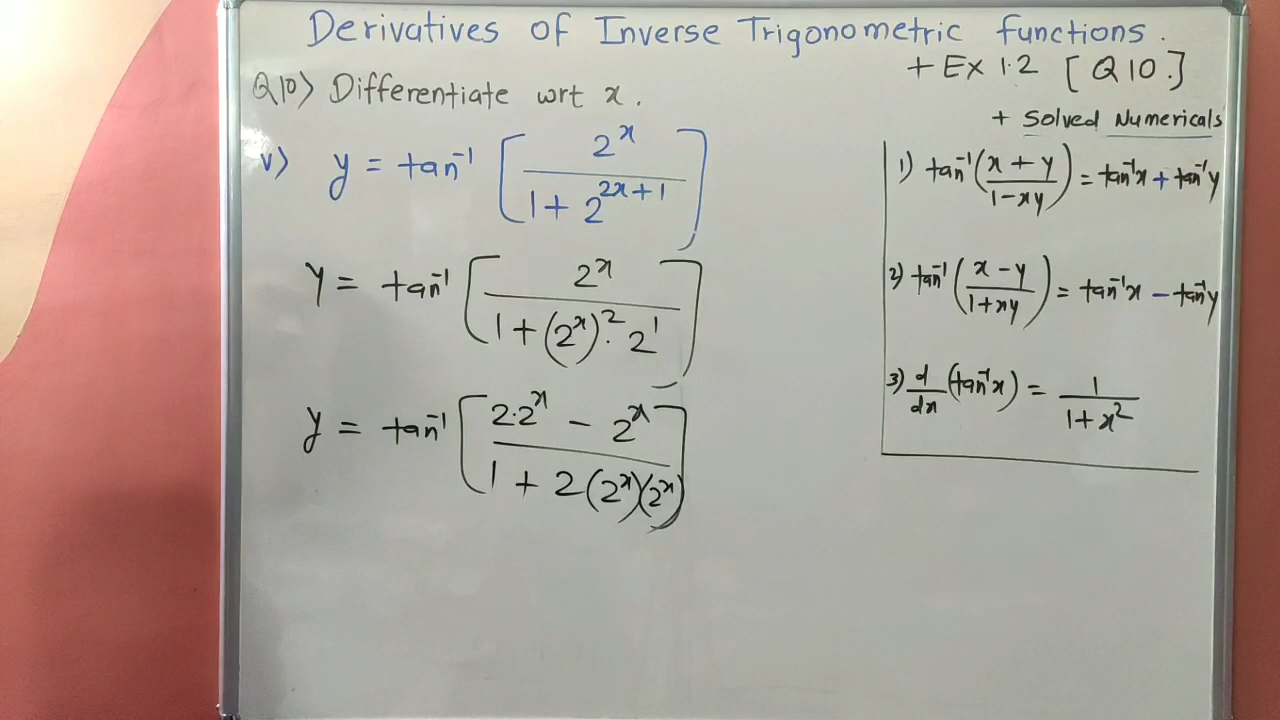 Derivatives of Inverse Trigonometric functions.
+ Ex 1.2 [Q10.]
Q10> Differentiate wrt x.
+ Solved Numericals
v) y = tan⁻¹ [2^x / (1 + 2^(2x+1))]
y = tan⁻¹ [2^x / (1 + (2^x)² · 2¹)]
y = tan⁻¹ [(2·2^x − 2^x) / (1 + 2(2^x)(2^x))]
1) tan⁻¹((x + y) / (1 − xy)) = tan⁻¹x + tan⁻¹y
2) tan⁻¹((x − y) / (1 + xy)) = tan⁻¹x − tan⁻¹y
3) d/dx (tan⁻¹x) = 1 / (1 + x²)